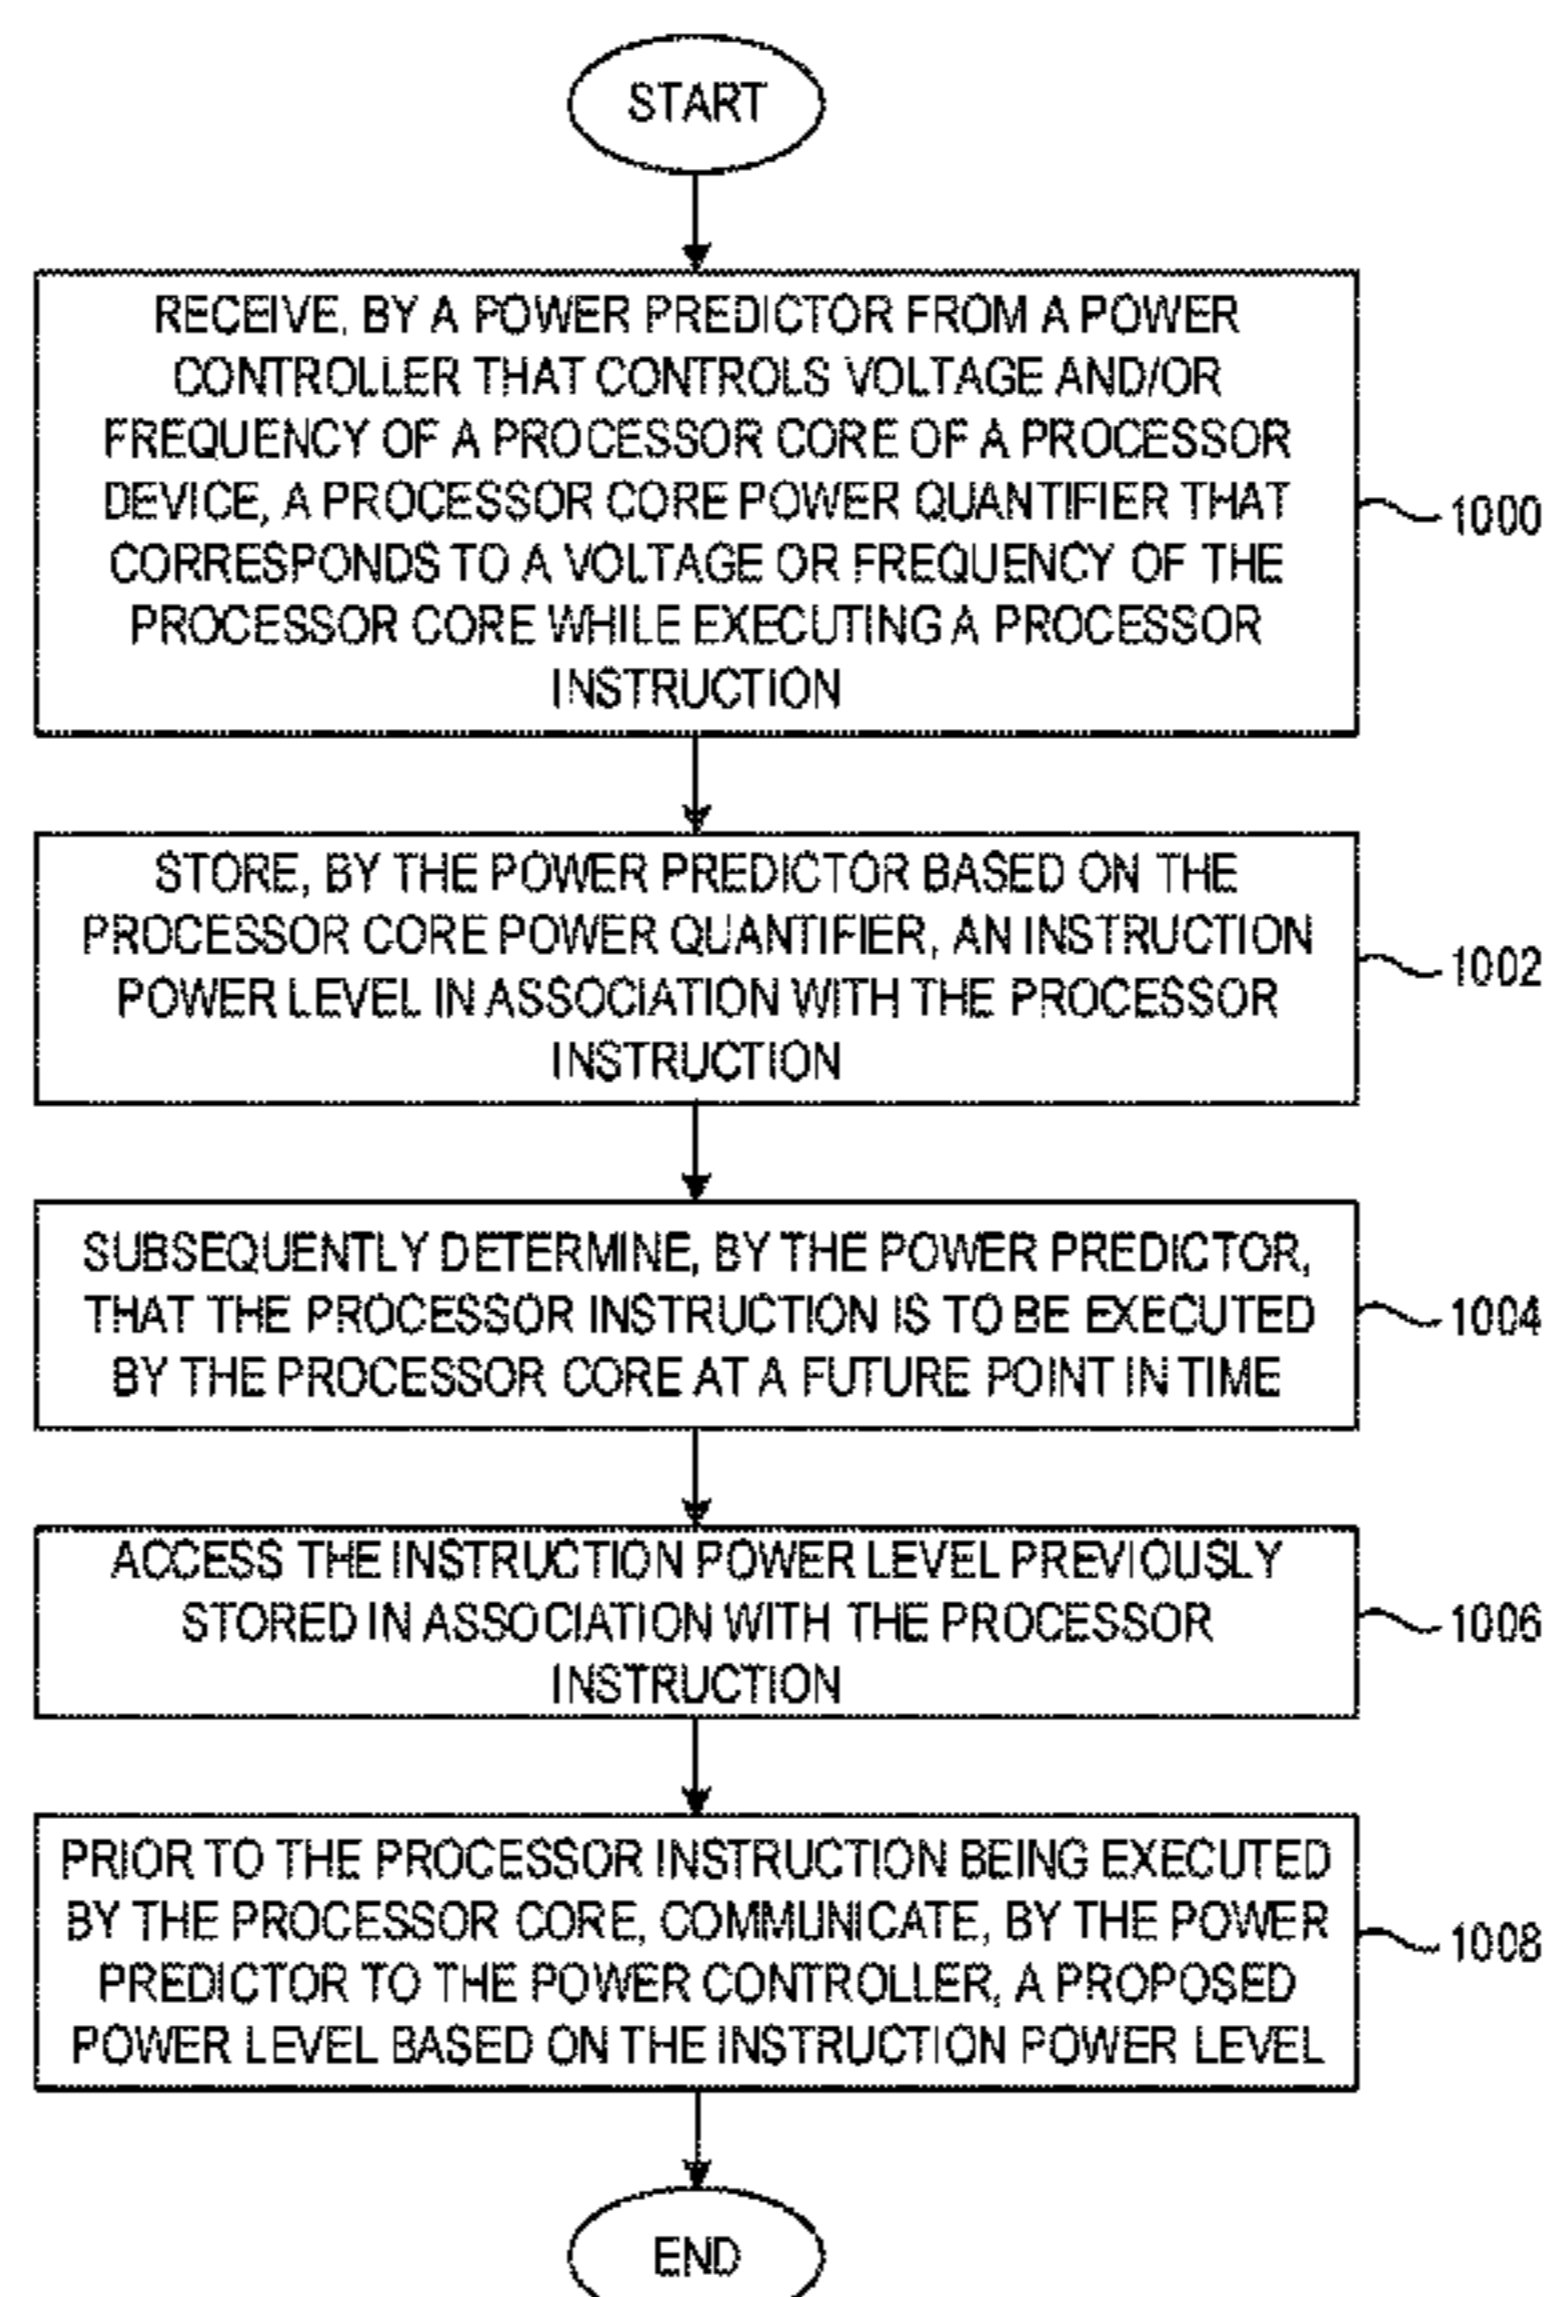 START
RECEIVE, BY A POWER PREDICTOR FROM A POWER
CONTROLLER THAT CONTROLS VOLTAGE AND/OR
FREQUENCY OF A PROCESSOR CORE OF A PROCESSOR
DEVICE, A PROCESSOR CORE POWER QUANTIFIER THAT
CORRESPONDS TO A VOLTAGE OR FREQUENCY OF THE
PROCESSOR CORE WHILE EXECUTING A PROCESSOR
INSTRUCTION
1000
STORE, BY THE POWER PREDICTOR BASED ON THE
PROCESSOR CORE POWER QUANTIFIER, AN INSTRUCTION
POWER LEVEL IN ASSOCIATION WITH THE PROCESSOR
INSTRUCTION
1002
SUBSEQUENTLY DETERMINE, BY THE POWER PREDICTOR,
THAT THE PROCESSOR INSTRUCTION IS TO BE EXECUTED
BY THE PROCESSOR CORE AT A FUTURE POINT IN TIME
1004
ACCESS THE INSTRUCTION POWER LEVEL PREVIOUSLY
STORED IN ASSOCIATION WITH THE PROCESSOR
INSTRUCTION
1006
PRIOR TO THE PROCESSOR INSTRUCTION BEING EXECUTED
BY THE PROCESSOR CORE, COMMUNICATE, BY THE POWER
PREDICTOR TO THE POWER CONTROLLER, A PROPOSED
POWER LEVEL BASED ON THE INSTRUCTION POWER LEVEL
1008
END